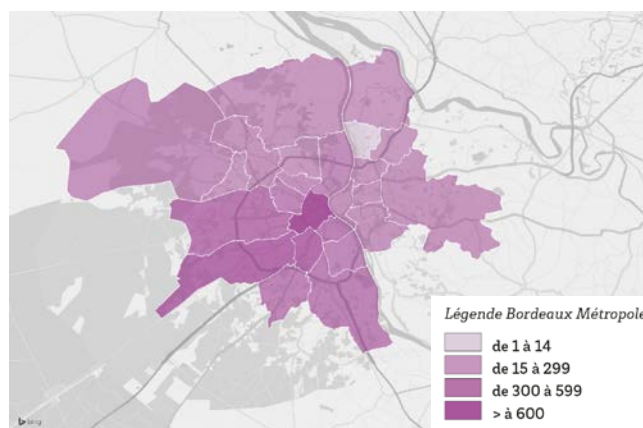 Légende Bordeaux Métropole
de 1 à 14
de 15 à 299
de 300 à 599
> à 600
bing